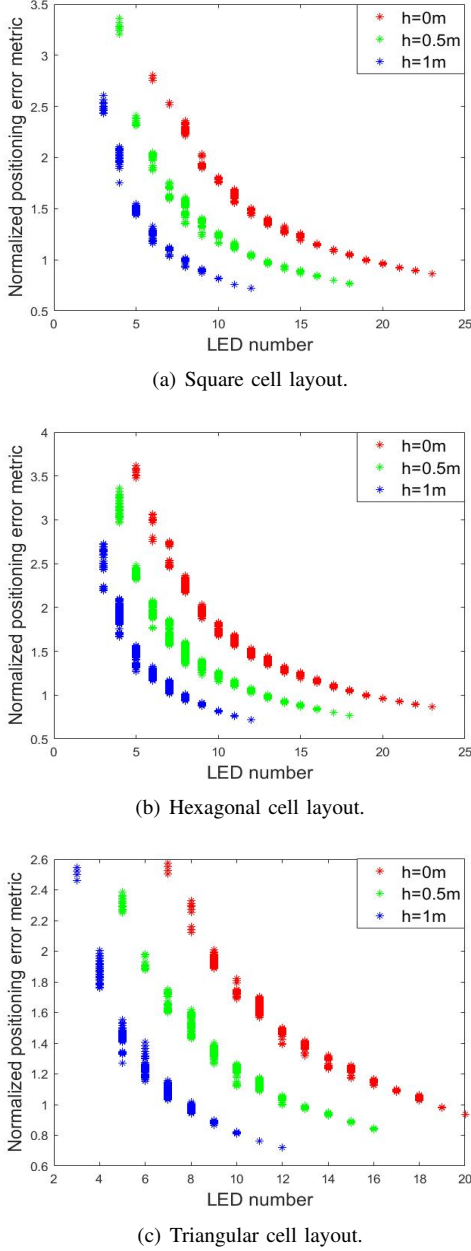 3.5
3
2.5
2
1.5
1
0.5
0 5 10 15 20 25
Normalized positioning error metric
LED number
h=0m
h=0.5m
h=1m
(a) Square cell layout.
4
3.5
3
2.5
2
1.5
1
0.5
0 5 10 15 20 25
Normalized positioning error metric
LED number
h=0m
h=0.5m
h=1m
(b) Hexagonal cell layout.
2.6
2.4
2.2
2
1.8
1.6
1.4
1.2
1
0.8
0.6
2 4 6 8 10 12 14 16 18 20
Normalized positioning error metric
LED number
h=0m
h=0.5m
h=1m
(c) Triangular cell layout.